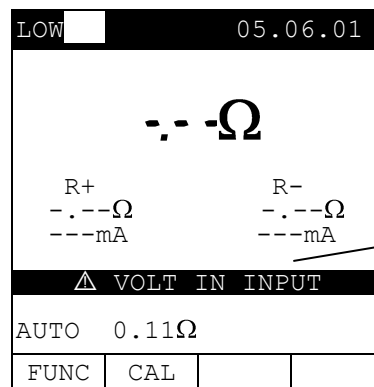 LOW 05.06.01
-.--Ω
R+ R-
-.--Ω -.--Ω
---mA ---mA
⚠ VOLT IN INPUT
AUTO 0.11Ω
FUNC CAL